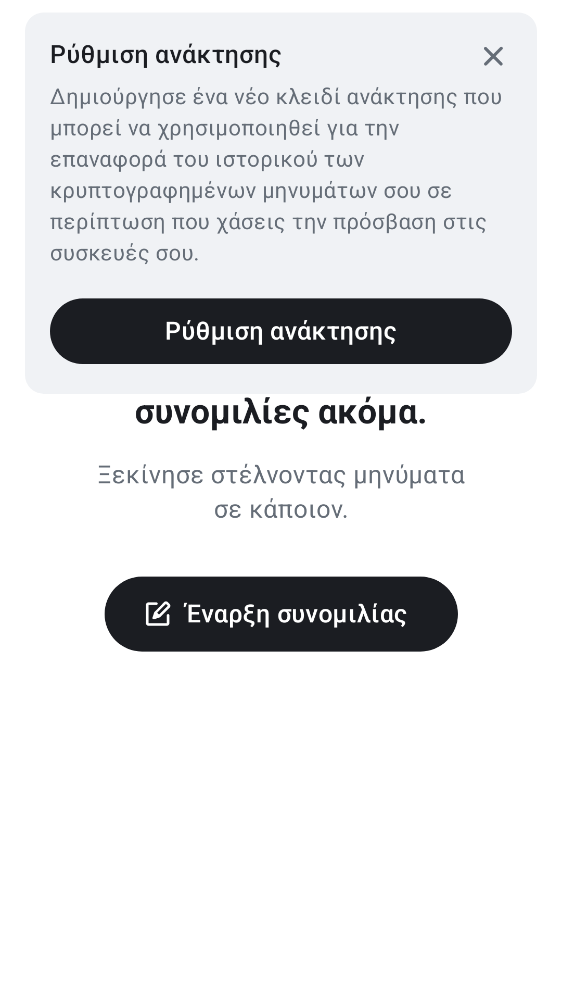 Ρύθμιση ανάκτησης
Δημιούργησε ένα νέο κλειδί ανάκτησης που
μπορεί να χρησιμοποιηθεί για την
επαναφορά του ιστορικού των
κρυπτογραφημένων μηνυμάτων σου σε
περίπτωση που χάσεις την πρόσβαση στις
συσκευές σου.
Ρύθμιση ανάκτησης
συνομιλίες ακόμα.
Ξεκίνησε στέλνοντας μηνύματα
σε κάποιον.
Έναρξη συνομιλίας